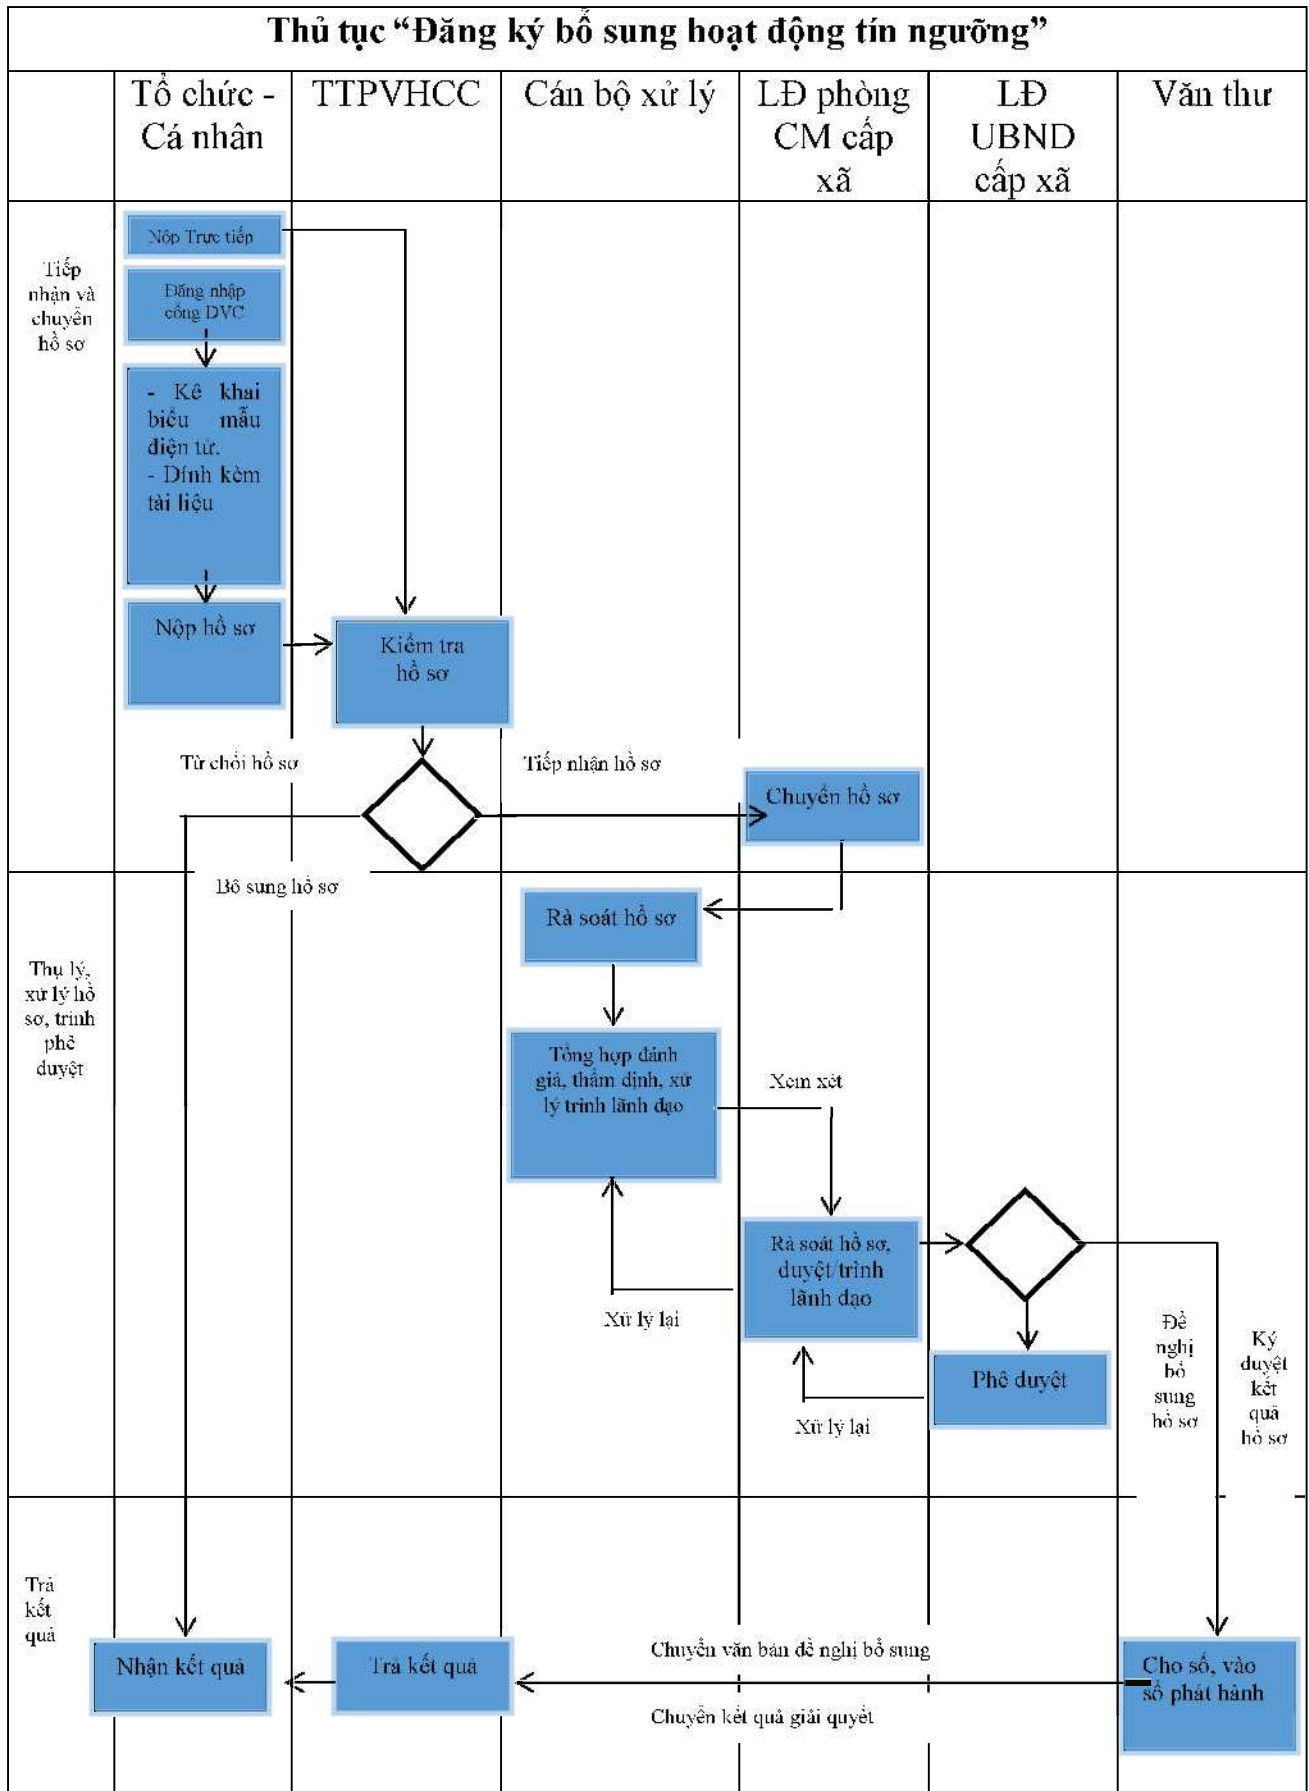 Thủ tục “Đăng ký bổ sung hoạt động tín ngưỡng”
Tổ chức -
Cá nhân
TTPVHCC
Cán bộ xử lý
LĐ phòng
CM cấp
xã
LĐ
UBND
cấp xã
Văn thư
Tiếp
nhận và
chuyển
hồ sơ
Nộp Trực tiếp
Đăng nhập
cổng DVC
- Kê khai
biểu mẫu
điện tử.
- Đính kèm
tài liệu
Nộp hồ sơ
Kiểm tra
hồ sơ
Từ chối hồ sơ
Tiếp nhận hồ sơ
Chuyển hồ sơ
Bổ sung hồ sơ
Thụ lý,
xử lý hồ
sơ, trình
phê
duyệt
Rà soát hồ sơ
Tổng hợp đánh
giá, thẩm định, xử
lý trình lãnh đạo
Xem xét
Rà soát hồ sơ,
duyệt/trình
lãnh đạo
Xử lý lại
Phê duyệt
Xử lý lại
Đề
nghị
bổ
sung
hồ sơ
Ký
duyệt
kết
quả
hồ sơ
Trả
kết
quả
Nhận kết quả
Trả kết quả
Chuyển văn bản đề nghị bổ sung
Chuyển kết quả giải quyết
Cho số, vào
sổ phát hành